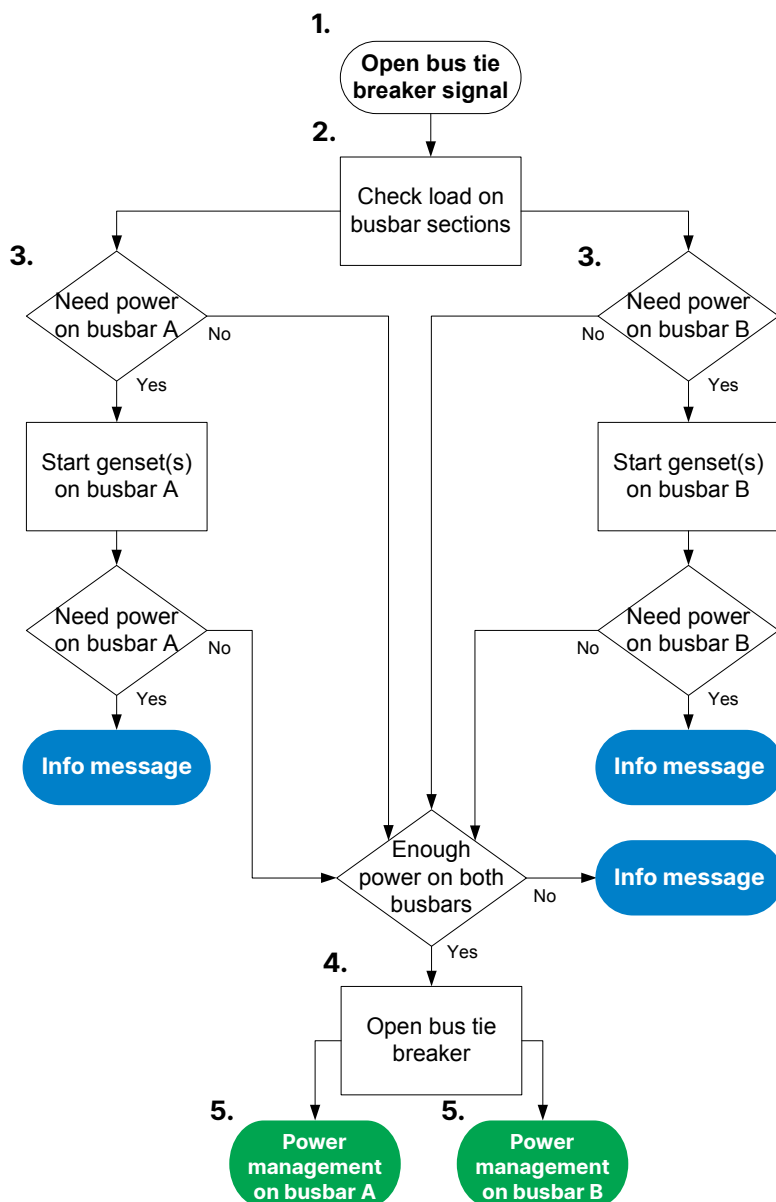 1.
Open bus tie
breaker signal
2.
Check load on
busbar sections
3.
Need power
on busbar A
No
Yes
3.
Need power
on busbar B
No
Yes
Start genset(s)
on busbar A
Start genset(s)
on busbar B
Need power
on busbar A
No
Yes
Need power
on busbar B
No
Yes
Info message
Info message
Enough
power on both
busbars
No
Yes
Info message
4.
Open bus tie
breaker
5.
Power
management
on busbar A
5.
Power
management
on busbar B